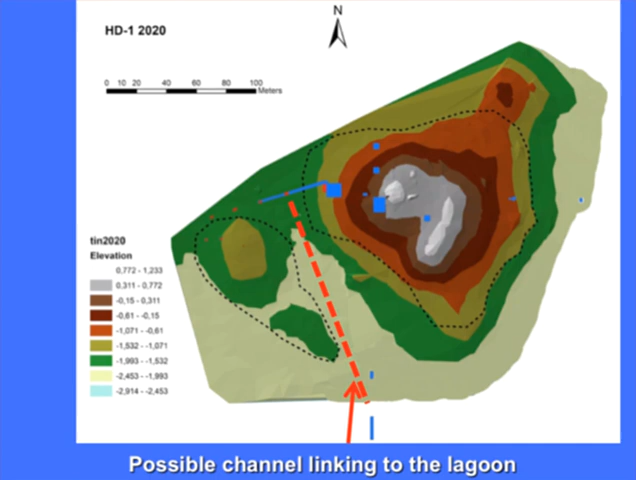 N
HD-1 2020
0 10 20 40 60 80 100
Meters
tin2020
Elevation
0,772 - 1,233
0,311 - 0,772
-0,15 - 0,311
-0,61 - -0,15
-1,071 - -0,61
-1,532 - -1,071
-1,993 - -1,532
-2,453 - -1,993
-2,914 - -2,453
Possible channel linking to the lagoon